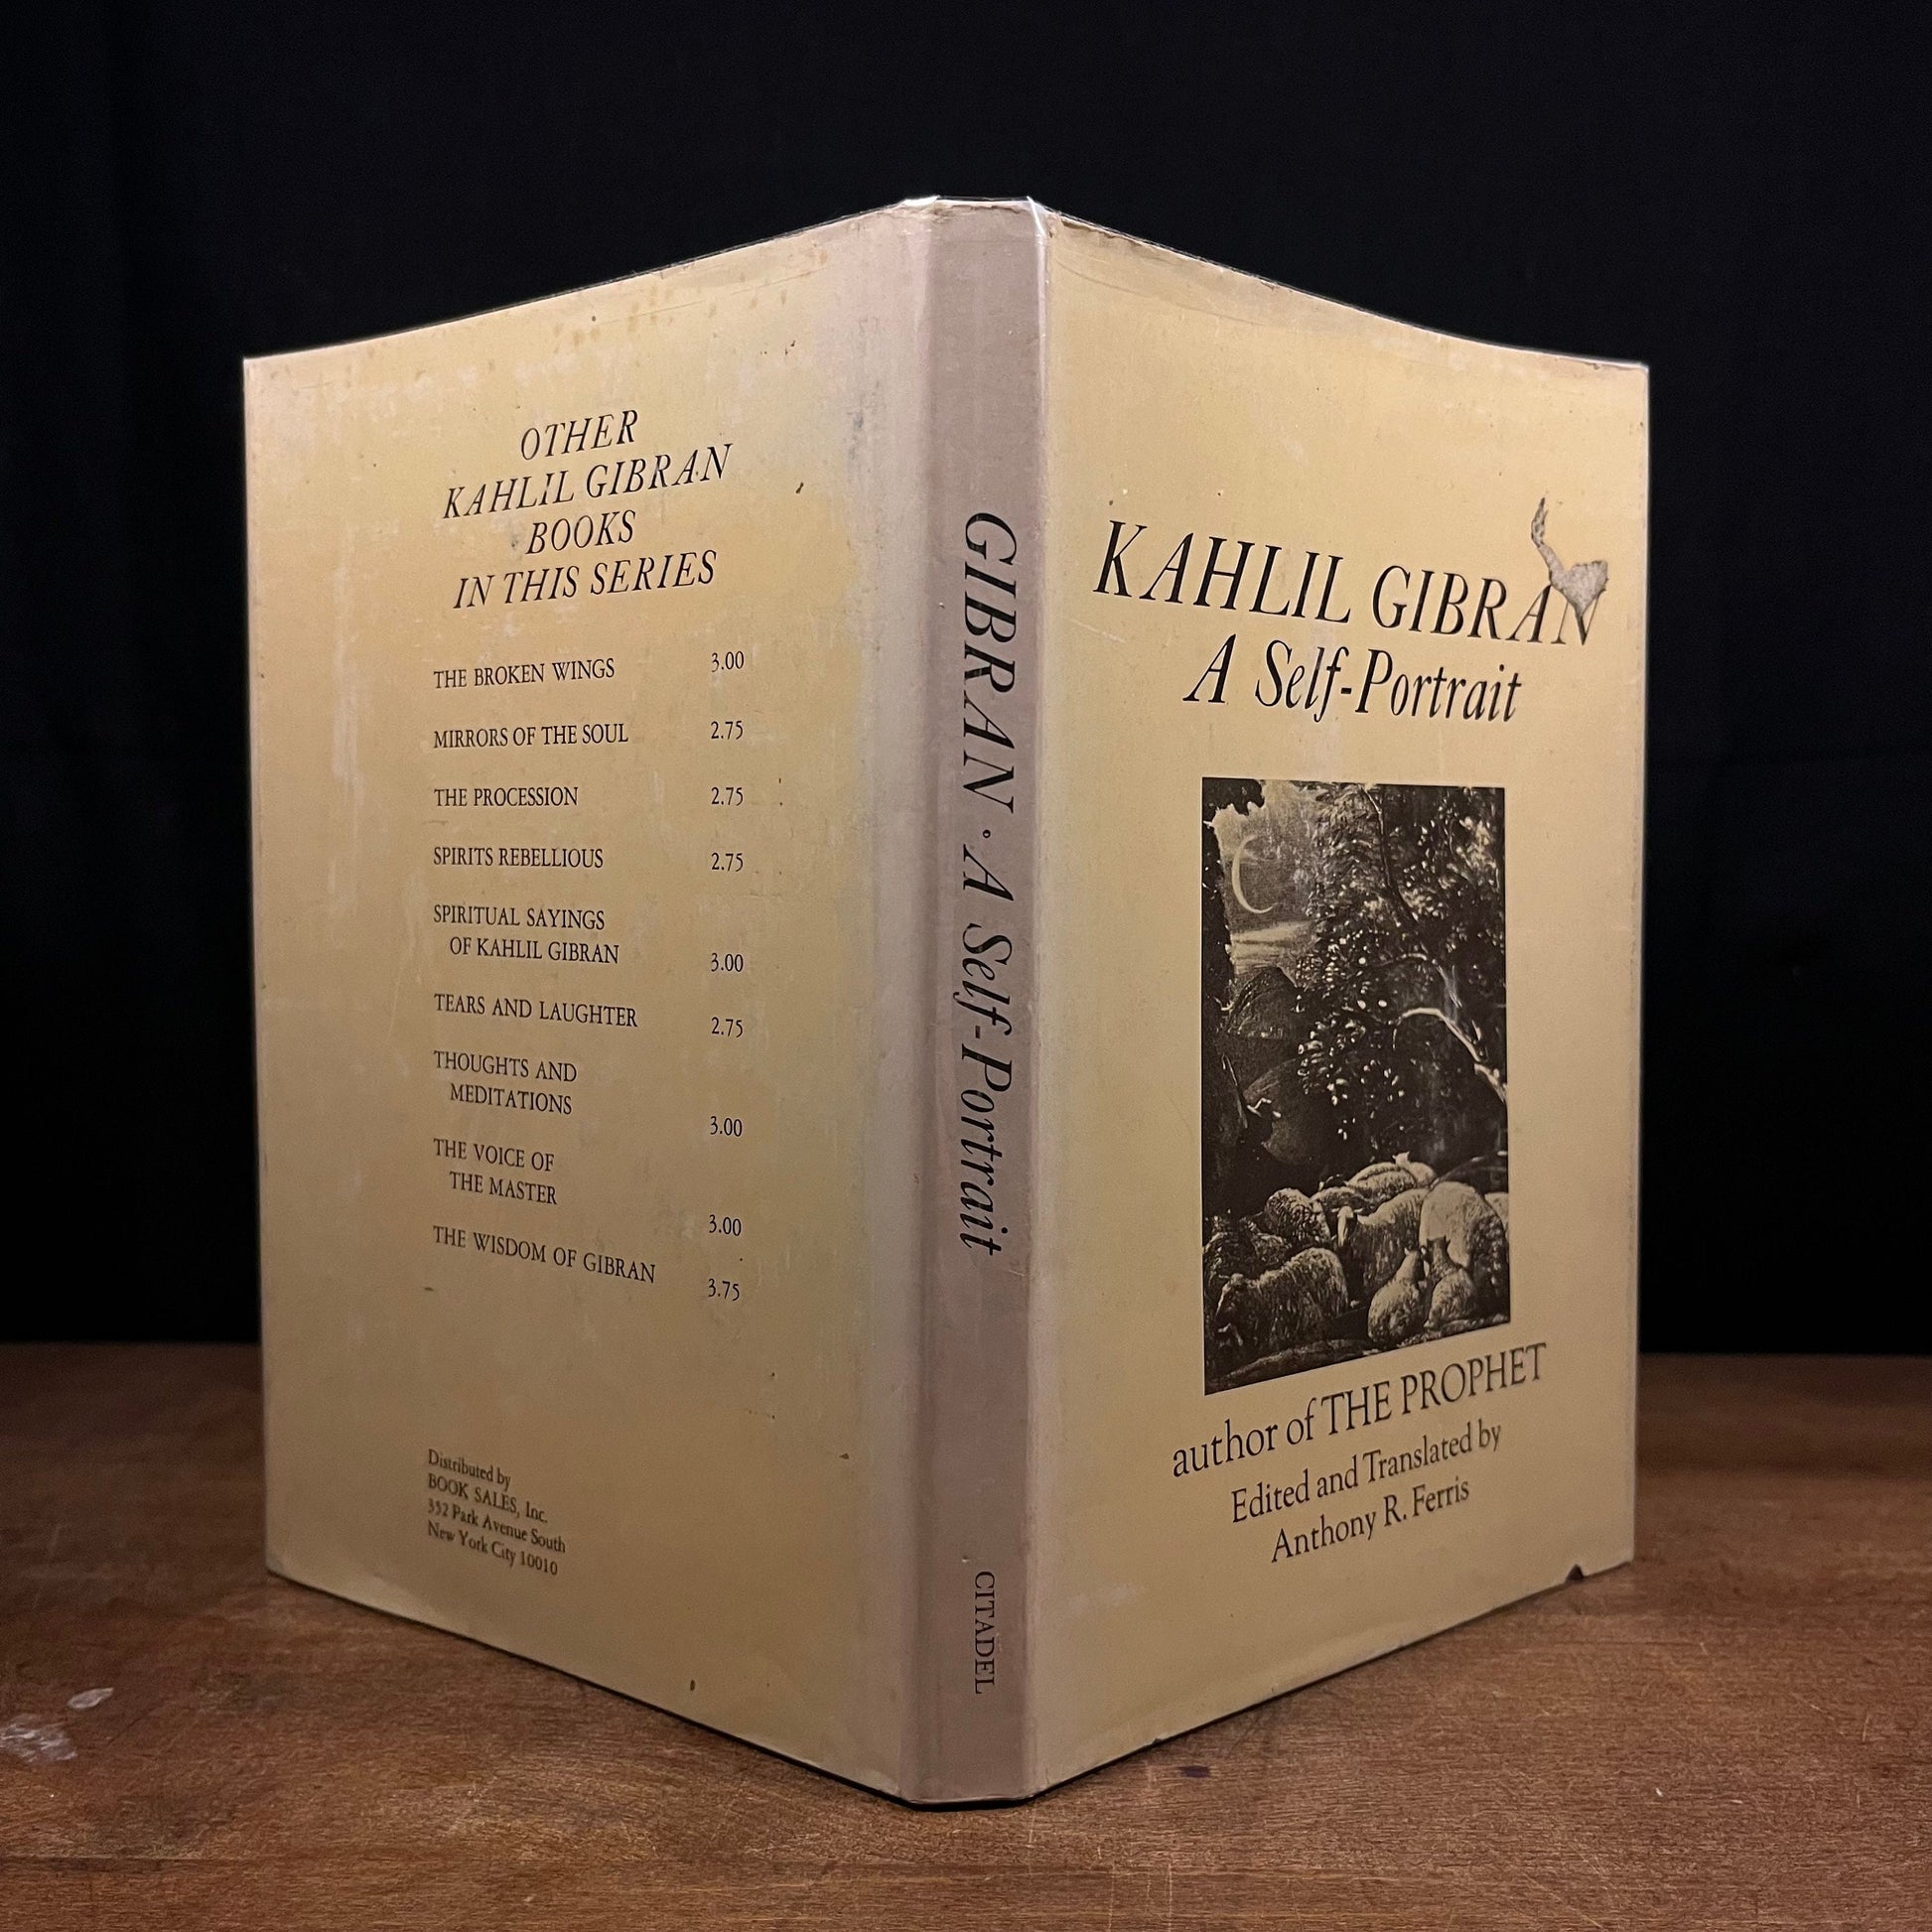 OTHER
KAHLIL GIBRAN
BOOKS
IN THIS SERIES
THE BROKEN WINGS 3.00
MIRRORS OF THE SOUL 2.75
THE PROCESSION 2.75
SPIRITS REBELLIOUS 2.75
SPIRITUAL SAYINGS
OF KAHLIL GIBRAN 3.00
TEARS AND LAUGHTER 2.75
THOUGHTS AND
MEDITATIONS 3.00
THE VOICE OF
THE MASTER 3.00
THE WISDOM OF GIBRAN 3.75
Distributed by
BOOK SALES, Inc.
352 Park Avenue South
New York City 10010
GIBRAN • A Self-Portrait
CITADEL
KAHLIL GIBRAN
A Self-Portrait
author of THE PROPHET
Edited and Translated by
Anthony R. Ferris